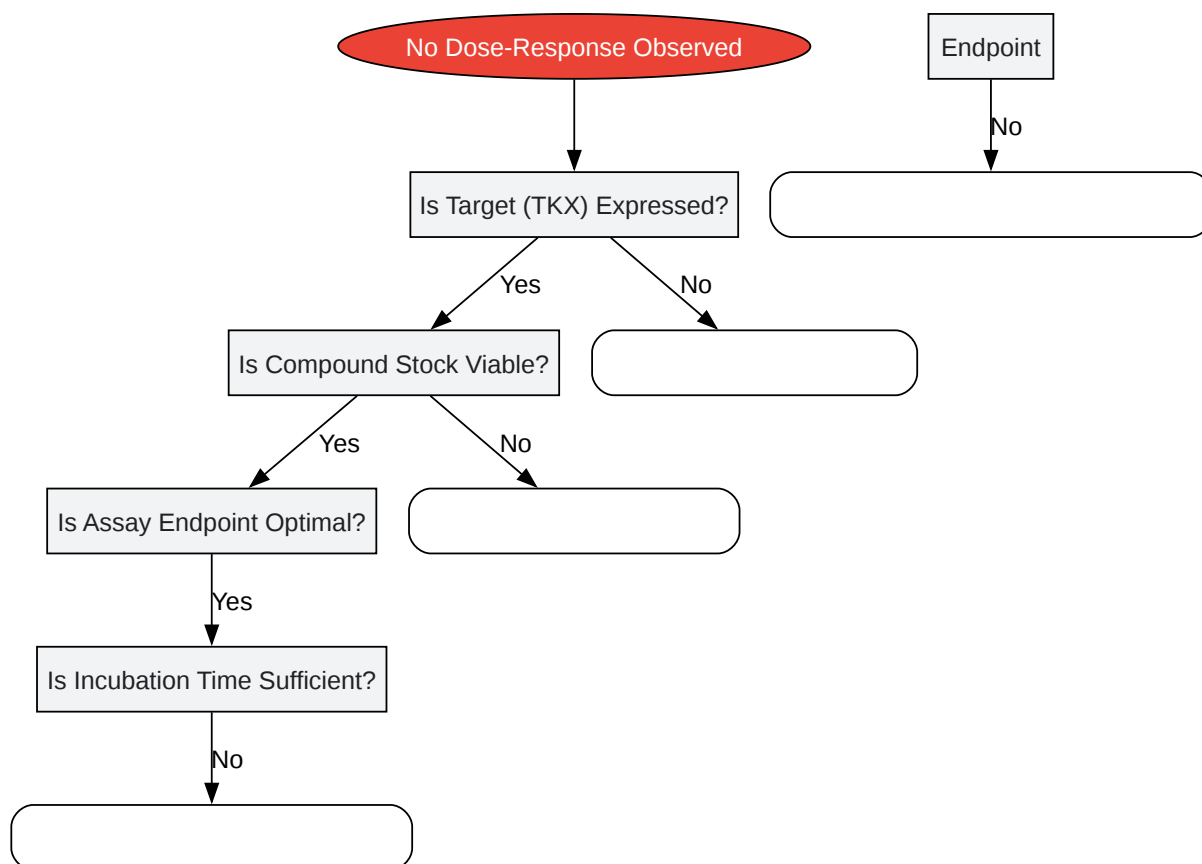 No Dose-Response Observed
Endpoint
No
Is Target (TKX) Expressed?
Yes
No
Is Compound Stock Viable?
Yes
No
Is Assay Endpoint Optimal?
Yes
Is Incubation Time Sufficient?
No